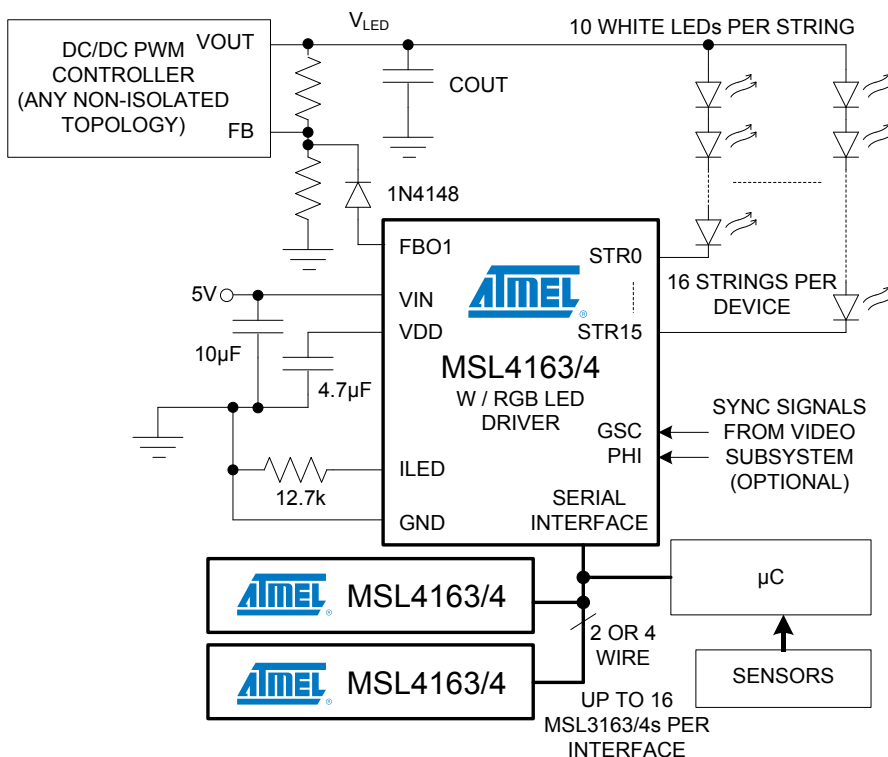 DC/DC PWM
CONTROLLER
(ANY NON-ISOLATED
TOPOLOGY)
VOUT
FB
VLED
COUT
10 WHITE LEDs PER STRING
1N4148
FBO1
STR0
5V
VIN
ATMEL
®
16 STRINGS PER
DEVICE
VDD
STR15
10µF
4.7µF
MSL4163/4
W / RGB LED
DRIVER
GSC
PHI
SYNC SIGNALS
FROM VIDEO
SUBSYSTEM
(OPTIONAL)
ILED
12.7k
GND
SERIAL
INTERFACE
ATMEL
®
MSL4163/4
µC
2 OR 4
WIRE
ATMEL
®
MSL4163/4
SENSORS
UP TO 16
MSL3163/4s PER
INTERFACE